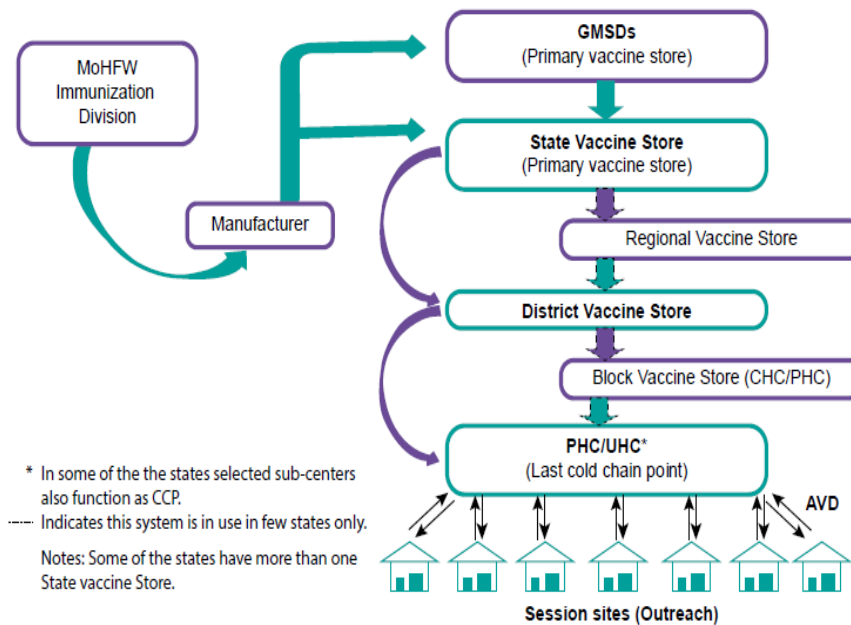 GMSDs
(Primary vaccine store)
MoHFW
Immunization
Division
State Vaccine Store
(Primary vaccine store)
Manufacturer
Regional Vaccine Store
District Vaccine Store
Block Vaccine Store (CHC/PHC)
PHC/UHC*
(Last cold chain point)
* In some of the the states selected sub-centers
also function as CCP.
Indicates this system is in use in few states only.
Notes: Some of the states have more than one
State vaccine Store.
AVD
Session sites (Outreach)